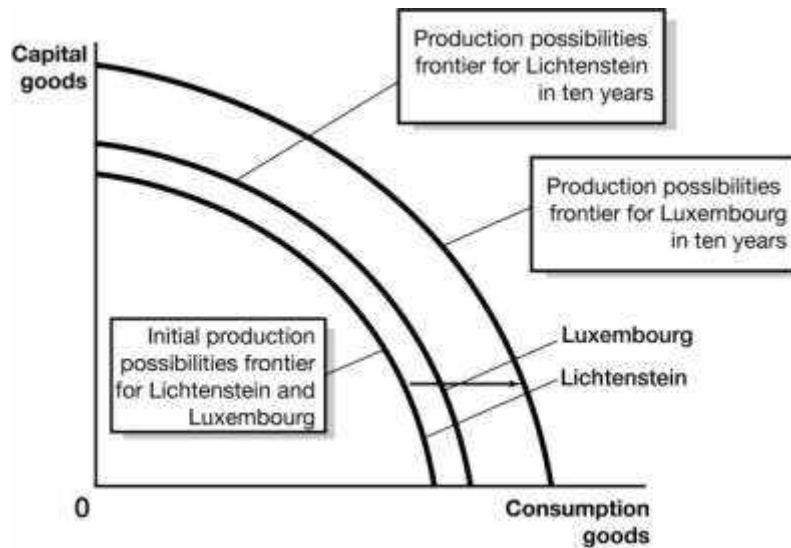 Capital
goods
Production possibilities
frontier for Lichtenstein
in ten years
Production possibilities
frontier for Luxembourg
in ten years
Initial production
possibilities frontier
for Lichtenstein and
Luxembourg
Luxembourg
Lichtenstein
0
Consumption
goods